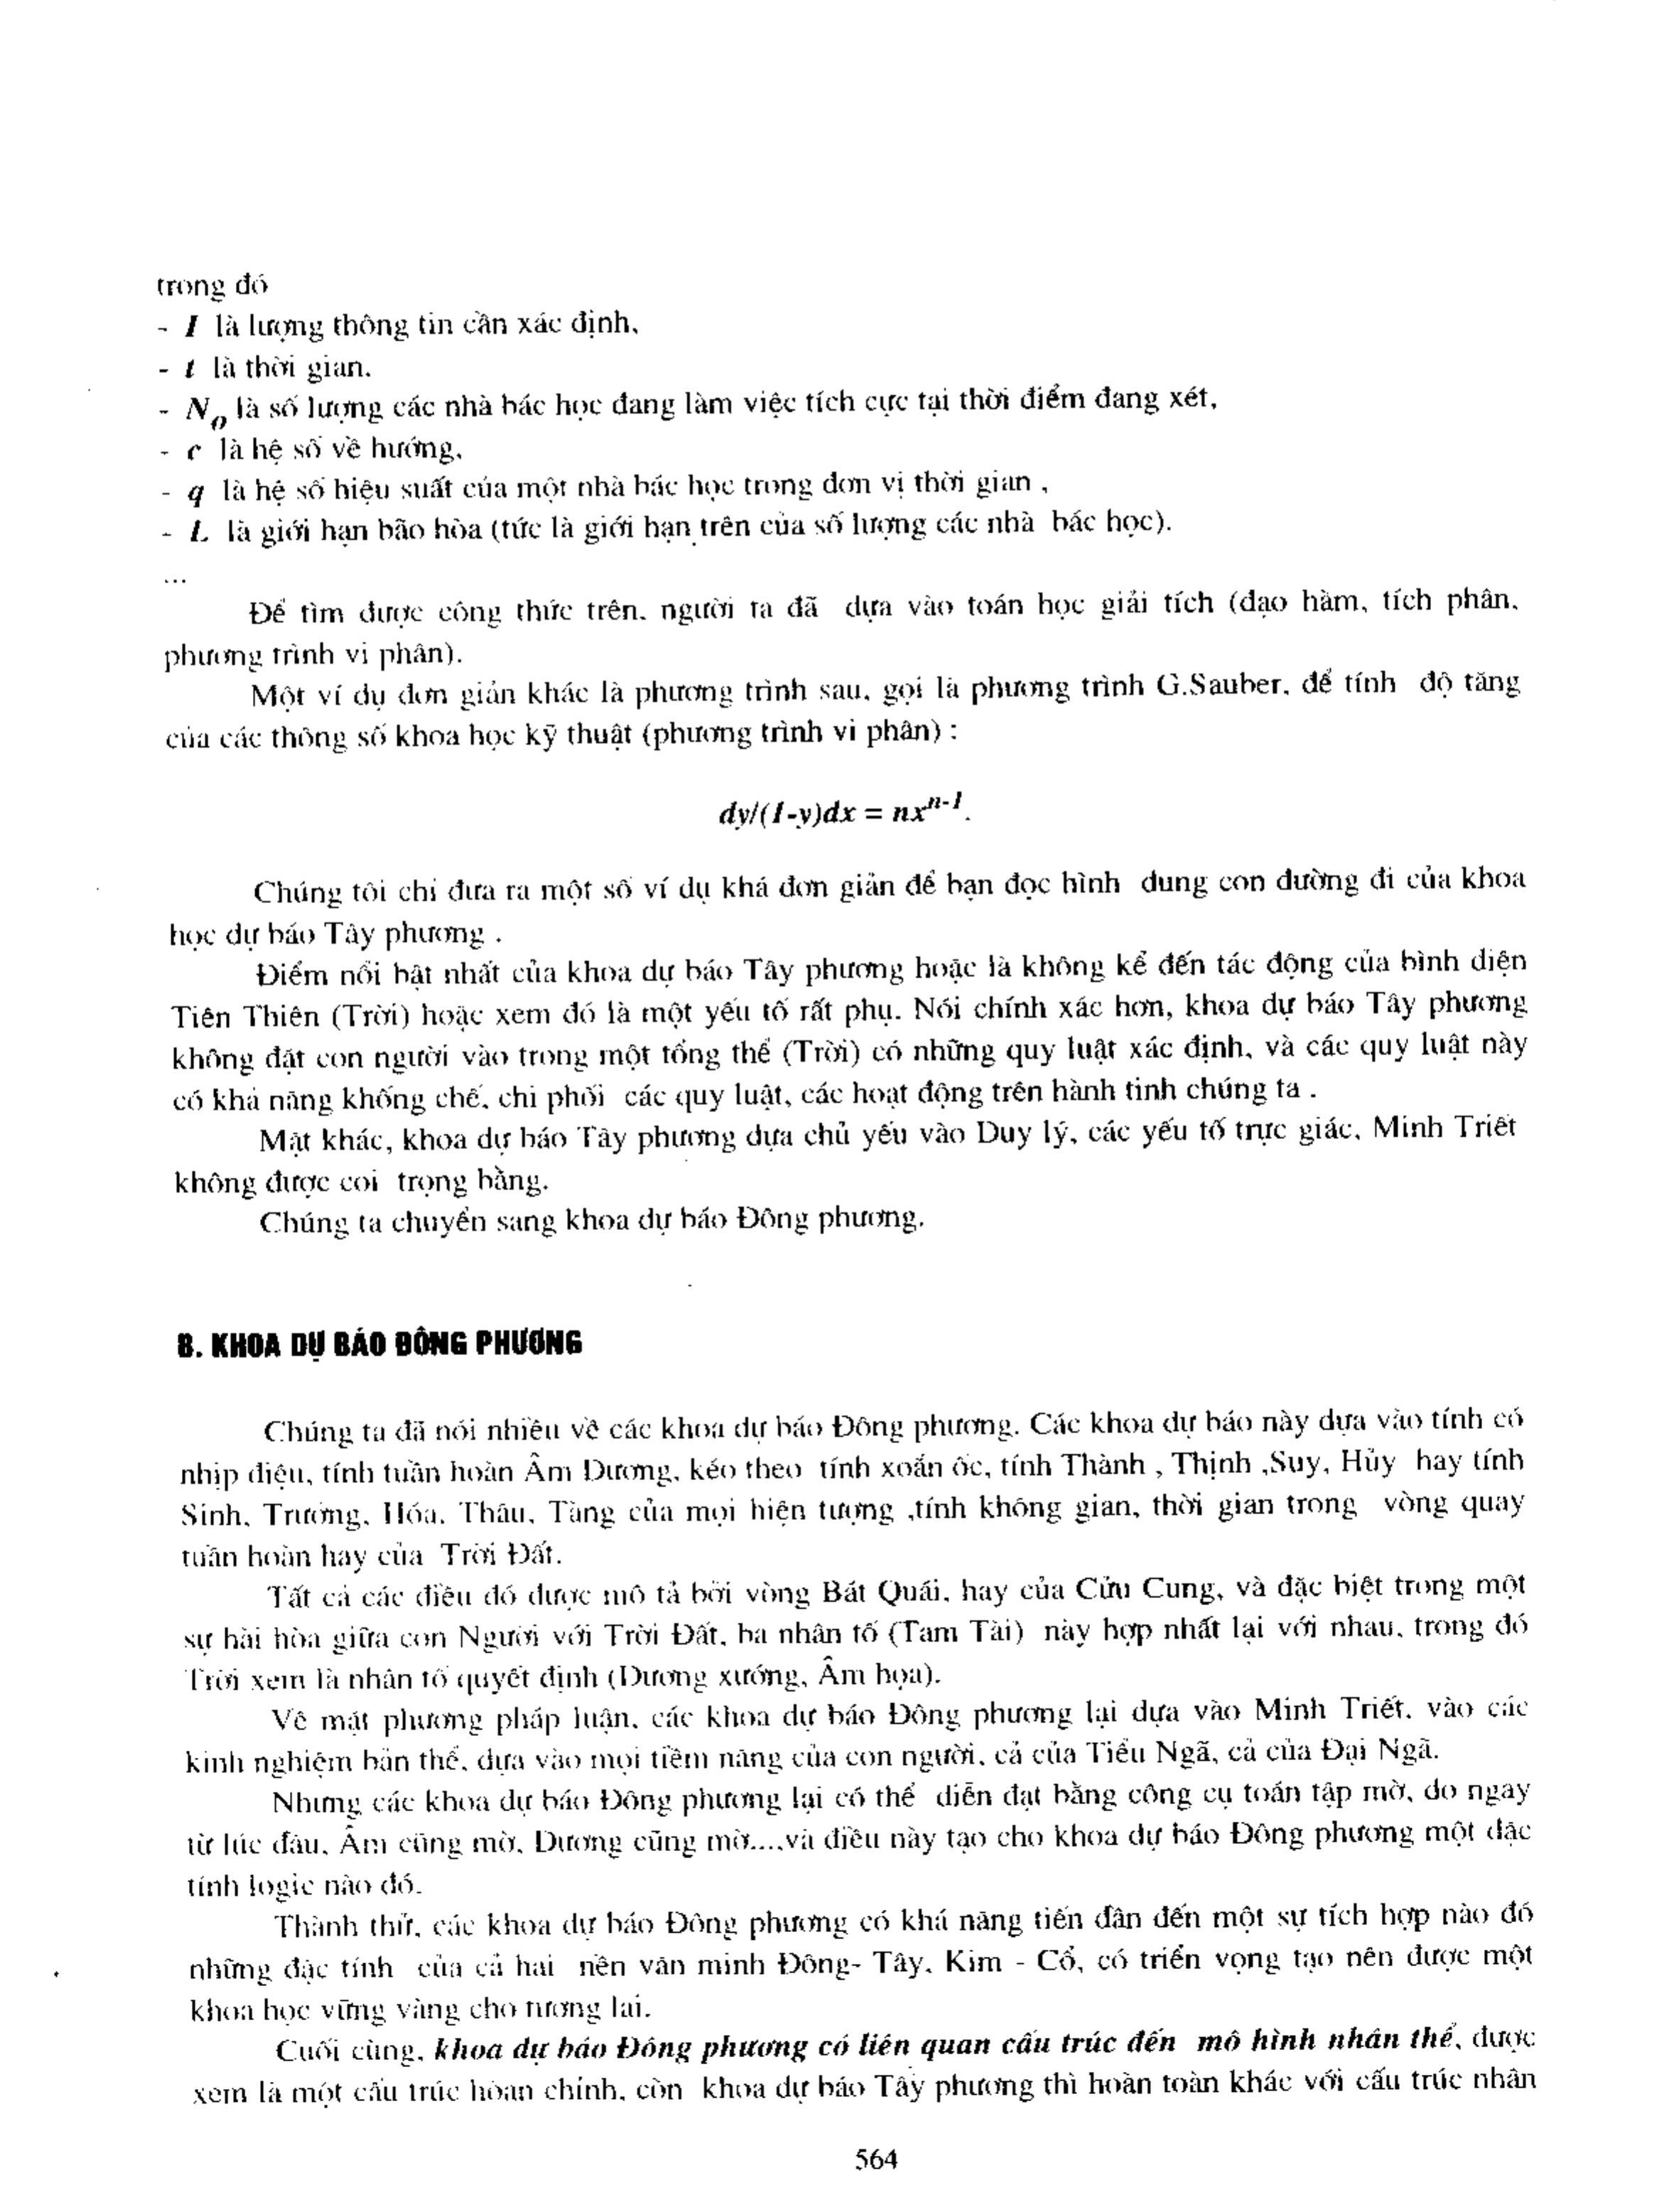 trong đó
- I là lượng thông tin cần xác định,
- t là thời gian.
- Nₒ là số lượng các nhà bác học đang làm việc tích cực tại thời điểm đang xét,
- c là hệ số về hướng,
- q là hệ số hiệu suất của một nhà bác học trong đơn vị thời gian ,
- L là giới hạn bão hòa (tức là giới hạn trên của số lượng các nhà bác học).
...
Để tìm được công thức trên, người ta đã dựa vào toán học giải tích (đạo hàm, tích phân, phương trình vi phân).
Một ví dụ đơn giản khác là phương trình sau, gọi là phương trình G.Sauber, để tính độ tăng
của các thông số khoa học kỹ thuật (phương trình vi phân) :
dy/(1-y)dx = nxⁿ⁻¹.
Chúng tôi chỉ đưa ra một số ví dụ khá đơn giản để bạn đọc hình dung con đường đi của khoa
học dự báo Tây phương .
Điểm nổi bật nhất của khoa dự báo Tây phương hoặc là không kể đến tác động của bình diện
Tiên Thiên (Trời) hoặc xem đó là một yếu tố rất phụ. Nói chính xác hơn, khoa dự báo Tây phương
không đặt con người vào trong một tổng thể (Trời) có những quy luật xác định, và các quy luật này
có khả năng khống chế, chi phối các quy luật, các hoạt động trên hành tinh chúng ta .
Mặt khác, khoa dự báo Tây phương dựa chủ yếu vào Duy lý, các yếu tố trực giác, Minh Triết
không được coi trọng bằng.
Chúng ta chuyển sang khoa dự báo Đông phương.
8. KHOA DỰ BÁO ĐÔNG PHƯƠNG
Chúng ta đã nói nhiều về các khoa dự báo Đông phương. Các khoa dự báo này dựa vào tính có
nhịp điệu, tính tuần hoàn Âm Dương, kéo theo tính xoắn ốc, tính Thành , Thịnh ,Suy, Hủy hay tính
Sinh, Trưởng, Hóa, Thâu, Tàng của mọi hiện tượng ,tính không gian, thời gian trong vòng quay
tuần hoàn hay của Trời Đất.
Tất cả các điều đó được mô tả bởi vòng Bát Quái, hay của Cửu Cung, và đặc biệt trong một
sự hài hòa giữa con Người với Trời Đất, ba nhân tố (Tam Tài) này hợp nhất lại với nhau, trong đó
Trời xem là nhân tố quyết định (Dương xướng, Âm họa).
Về mặt phương pháp luận, các khoa dự báo Đông phương lại dựa vào Minh Triết, vào các
kinh nghiệm bản thể, dựa vào mọi tiềm năng của con người, cả của Tiểu Ngã, cả của Đại Ngã.
Nhưng các khoa dự báo Đông phương lại có thể diễn đạt bằng công cụ toán tập mờ, do ngay
từ lúc đầu, Âm cũng mờ, Dương cũng mờ....và điều này tạo cho khoa dự báo Đông phương một đặc
tính logic nào đó.
Thành thử, các khoa dự báo Đông phương có khả năng tiến dần đến một sự tích hợp nào đó
những đặc tính của cả hai nền văn minh Đông- Tây, Kim - Cổ, có triển vọng tạo nên được một
khoa học vững vàng cho tương lai.
Cuối cùng, khoa dự báo Đông phương có liên quan cấu trúc đến mô hình nhân thể, được
xem là một cấu trúc hoàn chỉnh, còn khoa dự báo Tây phương thì hoàn toàn khác với cấu trúc nhân
564